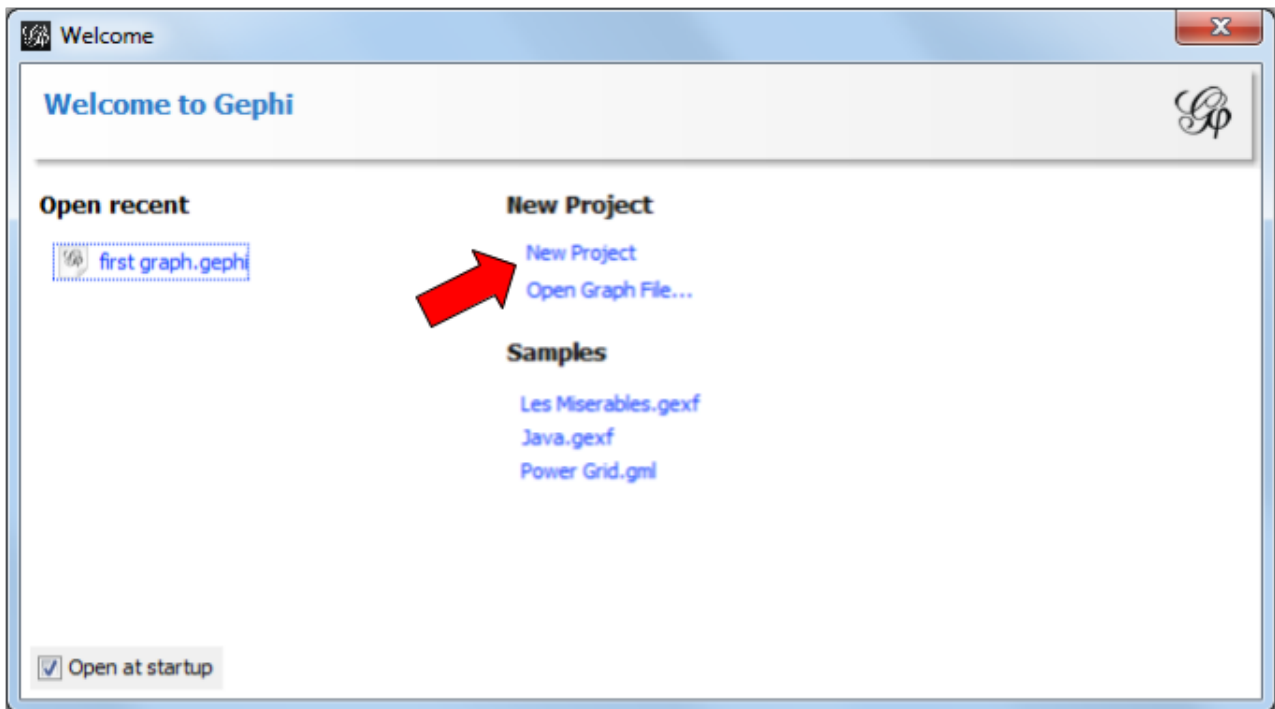 Welcome
Welcome to Gephi
Open recent
first graph.gephi
New Project
New Project
Open Graph File...
Samples
Les Miserables.gexf
Java.gexf
Power Grid.gml
Open at startup